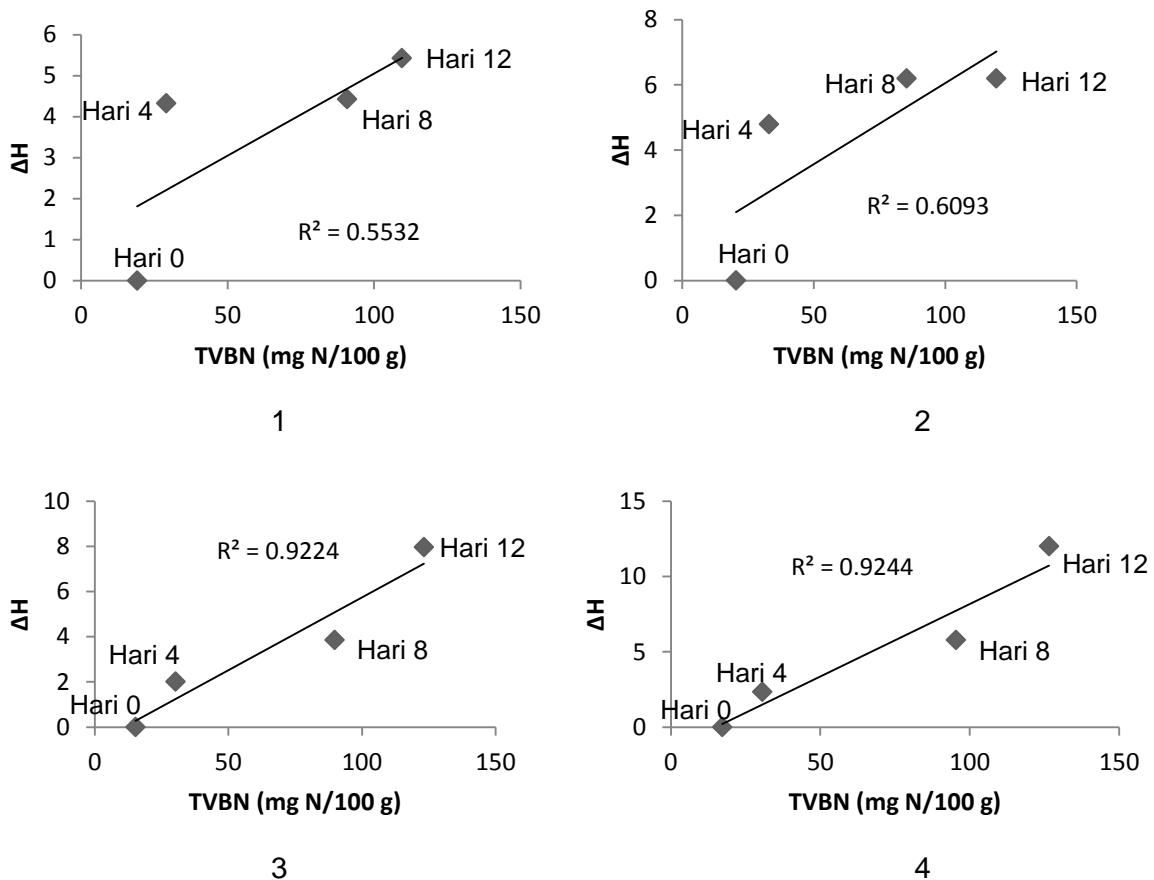 6
5
4
3
2
1
0
ΔH
Hari 4
Hari 12
Hari 8
Hari 0
R² = 0.5532
0 50 100 150
TVBN (mg N/100 g)
1
8
6
4
2
0
ΔH
Hari 8
Hari 12
Hari 4
R² = 0.6093
Hari 0
0 50 100 150
TVBN (mg N/100 g)
2
10
8
6
4
2
0
ΔH
R² = 0.9224
Hari 12
Hari 4
Hari 8
Hari 0
0 50 100 150
TVBN (mg N/100 g)
3
15
10
5
0
ΔH
R² = 0.9244
Hari 12
Hari 4
Hari 8
Hari 0
0 50 100 150
TVBN (mg N/100 g)
4